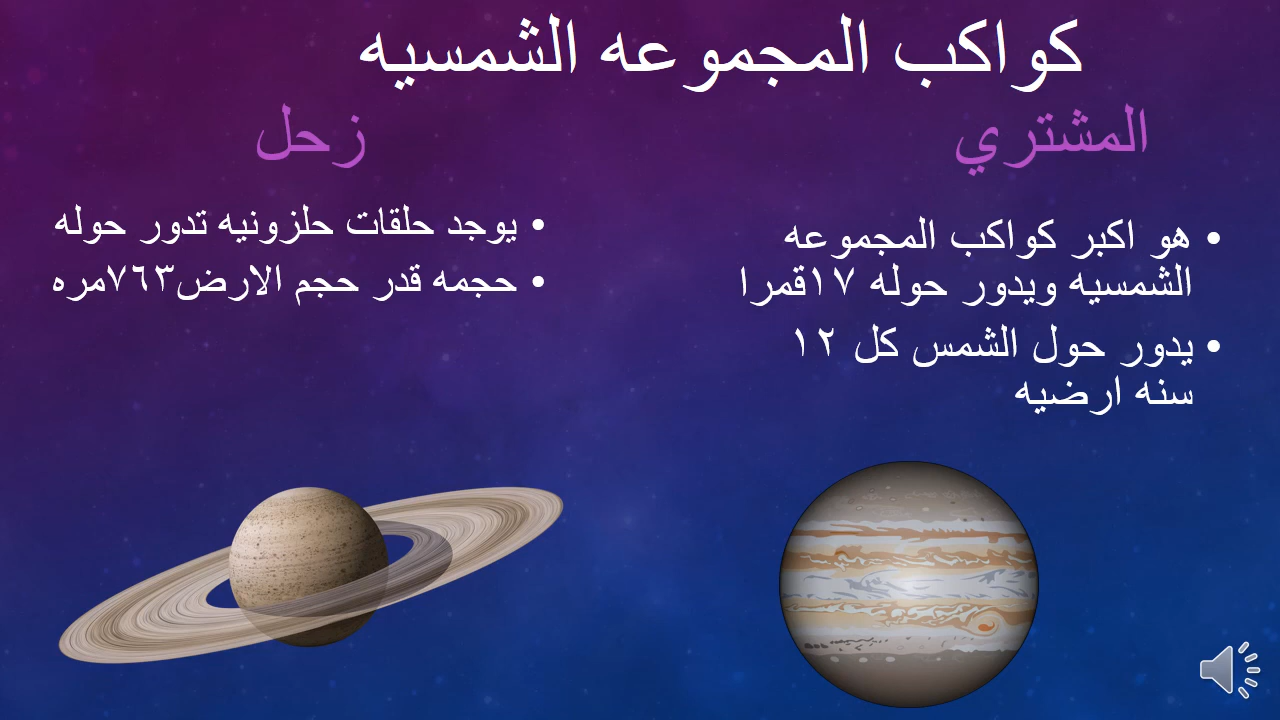 كواكب المجموعه الشمسيه
المشتري
• هو اكبر كواكب المجموعه
الشمسيه ويدور حوله ١٧قمرا
• يدور حول الشمس كل ١٢
سنه ارضيه
زحل
• يوجد حلقات حلزونيه تدور حوله
• حجمه قدر حجم الارض٧٦٣مره